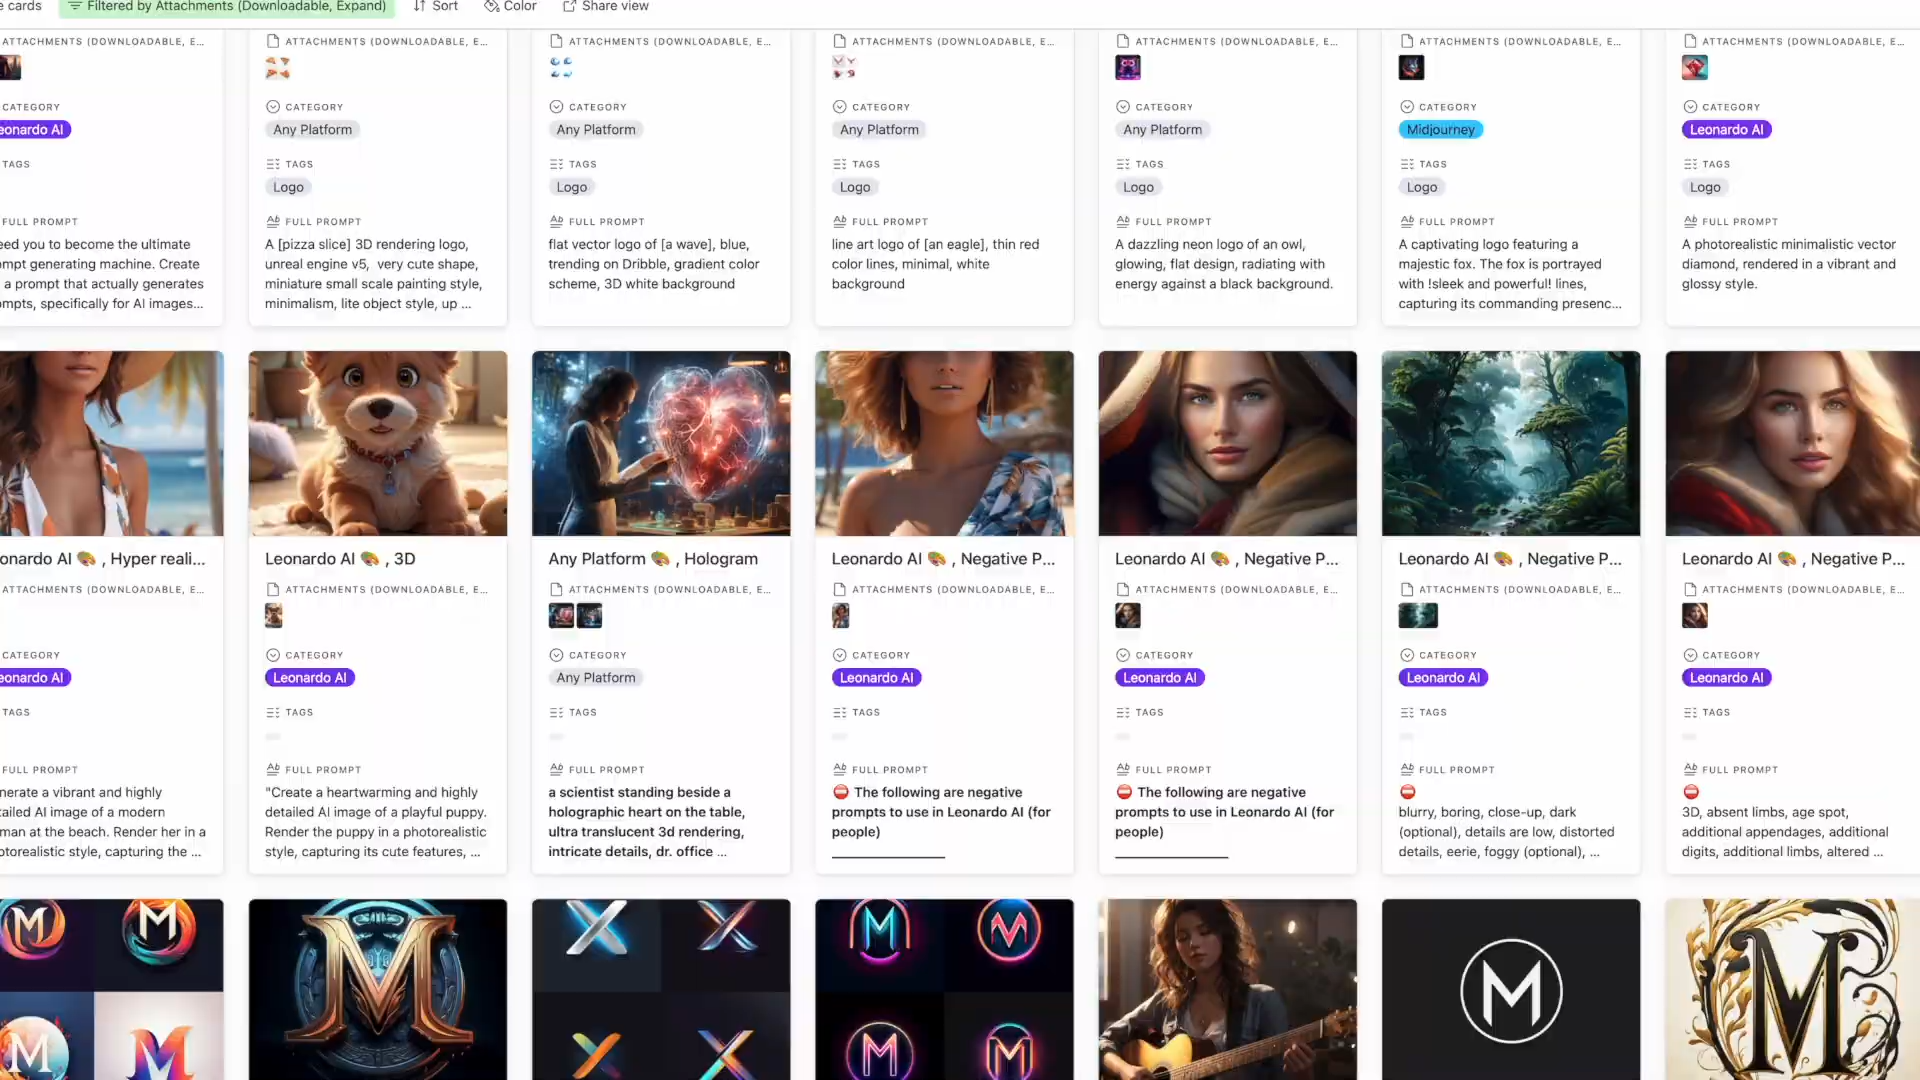 e cards
Filtered by Attachments (Downloadable, Expand)
Sort
Color
Share view
ATTACHMENTS (DOWNLOADABLE, E...
CATEGORY
eonardo AI
TAGS
FULL PROMPT
eed you to become the ultimate
mpt generating machine. Create
a prompt that actually generates
mpts, specifically for AI images...
ATTACHMENTS (DOWNLOADABLE, E...
CATEGORY
Any Platform
TAGS
Logo
FULL PROMPT
A [pizza slice] 3D rendering logo,
unreal engine v5, very cute shape,
miniature small scale painting style,
minimalism, lite object style, up ...
ATTACHMENTS (DOWNLOADABLE, E...
CATEGORY
Any Platform
TAGS
Logo
FULL PROMPT
flat vector logo of [a wave], blue,
trending on Dribble, gradient color
scheme, 3D white background
ATTACHMENTS (DOWNLOADABLE, E...
CATEGORY
Any Platform
TAGS
Logo
FULL PROMPT
line art logo of [an eagle], thin red
color lines, minimal, white
background
ATTACHMENTS (DOWNLOADABLE, E...
CATEGORY
Any Platform
TAGS
Logo
FULL PROMPT
A dazzling neon logo of an owl,
glowing, flat design, radiating with
energy against a black background.
ATTACHMENTS (DOWNLOADABLE, E...
CATEGORY
Midjourney
TAGS
Logo
FULL PROMPT
A captivating logo featuring a
majestic fox. The fox is portrayed
with !sleek and powerful! lines,
capturing its commanding presenc...
ATTACHMENTS (DOWNLOADABLE, E...
CATEGORY
Leonardo AI
TAGS
Logo
FULL PROMPT
A photorealistic minimalistic vector
diamond, rendered in a vibrant and
glossy style.
onardo AI 🎨 , Hyper reali...
ATTACHMENTS (DOWNLOADABLE, E...
CATEGORY
eonardo AI
TAGS
FULL PROMPT
nerate a vibrant and highly
tailed AI image of a modern
man at the beach. Render her in a
otorealistic style, capturing the ...
Leonardo AI 🎨 , 3D
ATTACHMENTS (DOWNLOADABLE, E...
CATEGORY
Leonardo AI
TAGS
FULL PROMPT
"Create a heartwarming and highly
detailed AI image of a playful puppy.
Render the puppy in a photorealistic
style, capturing its cute features, ...
Any Platform 🎨 , Hologram
ATTACHMENTS (DOWNLOADABLE, E...
CATEGORY
Any Platform
TAGS
FULL PROMPT
a scientist standing beside a
holographic heart on the table,
ultra translucent 3d rendering,
intricate details, dr. office ...
Leonardo AI 🎨 , Negative P...
ATTACHMENTS (DOWNLOADABLE, E...
CATEGORY
Leonardo AI
TAGS
FULL PROMPT
⛔ The following are negative
prompts to use in Leonardo AI (for
people)
Leonardo AI 🎨 , Negative P...
ATTACHMENTS (DOWNLOADABLE, E...
CATEGORY
Leonardo AI
TAGS
FULL PROMPT
⛔ The following are negative
prompts to use in Leonardo AI (for
people)
Leonardo AI 🎨 , Negative P...
ATTACHMENTS (DOWNLOADABLE, E...
CATEGORY
Leonardo AI
TAGS
FULL PROMPT
⛔
blurry, boring, close-up, dark
(optional), details are low, distorted
details, eerie, foggy (optional), ...
Leonardo AI 🎨 , Negative P...
ATTACHMENTS (DOWNLOADABLE, E...
CATEGORY
Leonardo AI
TAGS
FULL PROMPT
⛔
3D, absent limbs, age spot,
additional appendages, additional
digits, additional limbs, altered ...
M
M
M
M
M
X
X
X
X
M
M
M
M
M
M